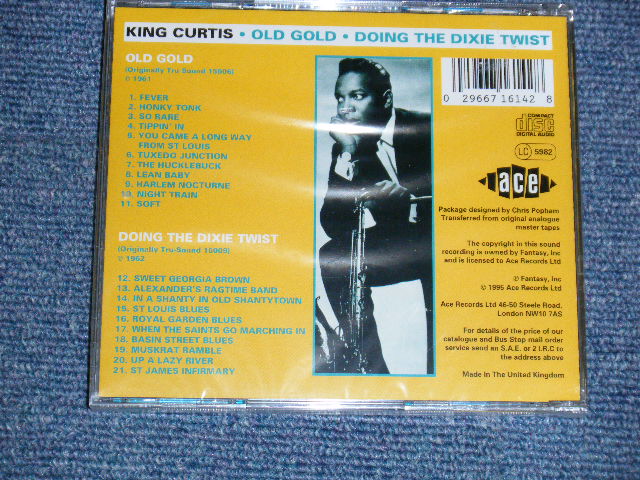 KING CURTIS • OLD GOLD • DOING THE DIXIE TWIST
OLD GOLD
(Originally Tru-Sound 15006)
℗ 1961
1. FEVER
2. HONKY TONK
3. SO RARE
4. TIPPIN' IN
5. YOU CAME A LONG WAY
FROM ST LOUIS
6. TUXEDO JUNCTION
7. THE HUCKLEBUCK
8. LEAN BABY
9. HARLEM NOCTURNE
10. NIGHT TRAIN
11. SOFT
DOING THE DIXIE TWIST
(Originally Tru-Sound 15009)
℗ 1962
12. SWEET GEORGIA BROWN
13. ALEXANDER'S RAGTIME BAND
14. IN A SHANTY IN OLD SHANTYTOWN
15. ST LOUIS BLUES
16. ROYAL GARDEN BLUES
17. WHEN THE SAINTS GO MARCHING IN
18. BASIN STREET BLUES
19. MUSKRAT RAMBLE
20. UP A LAZY RIVER
21. ST JAMES INFIRMARY
0 29667 16142 8
COMPACT
disc
DIGITAL AUDIO
LC 5982
ace
Package designed by Chris Popham
Transferred from original analogue
master tapes
The copyright in this sound
recording is owned by Fantasy, Inc
and is licensed to Ace Records Ltd
℗ Fantasy, Inc
© 1995 Ace Records Ltd
Ace Records Ltd 46-50 Steele Road,
London NW10 7AS
For details of the price of our
catalogue and Bus Stop mail order
service send an S.A.E. or 2 I.R.C to
the address above
Made In The United Kingdom